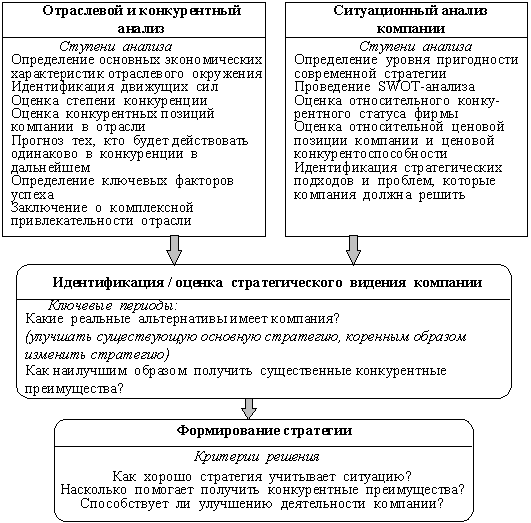 Отраслевой и конкурентный
анализ
Ступени анализа
Определение основных экономических
характеристик отраслевого окружения
Идентификация движущих сил
Оценка степени конкуренции
Оценка конкурентных позиций
компании в отрасли
Прогноз тех, кто будет действовать
одинаково в конкуренции в
дальнейшем
Определение ключевых факторов
успеха
Заключение о комплексной
привлекательности отрасли
Ситуационный анализ
компании
Ступени анализа
Определение уровня пригодности
современной стратегии
Проведение SWOT-анализа
Оценка относительного конку-
рентного статуса фирмы
Оценка относительной ценовой
позиции компании и ценовой
конкурентоспособности
Идентификация стратегических
подходов и проблем, которые
компания должна решить
Идентификация / оценка стратегического видения компании
Ключевые периоды:
Какие реальные альтернативы имеет компания?
(улучшать существующую основную стратегию, коренным образом
изменить стратегию)
Как наилучшим образом получить существенные конкурентные
преимущества?
Формирование стратегии
Критерии решения
Как хорошо стратегия учитывает ситуацию?
Насколько помогает получить конкурентные преимущества?
Способствует ли улучшению деятельности компании?